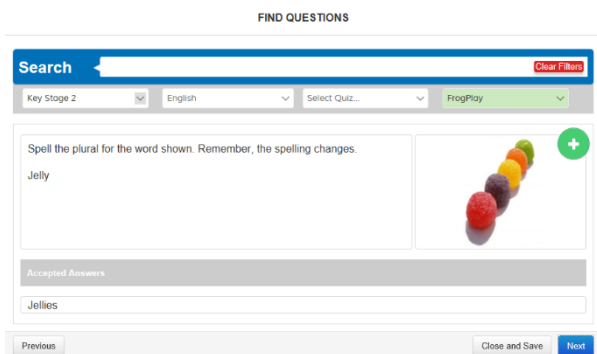 FIND QUESTIONS
Search
Clear Filters
Key Stage 2 English Select Quiz... FrogPlay
Spell the plural for the word shown. Remember, the spelling changes.
Jelly
Accepted Answers
Jellies
Previous Close and Save Next